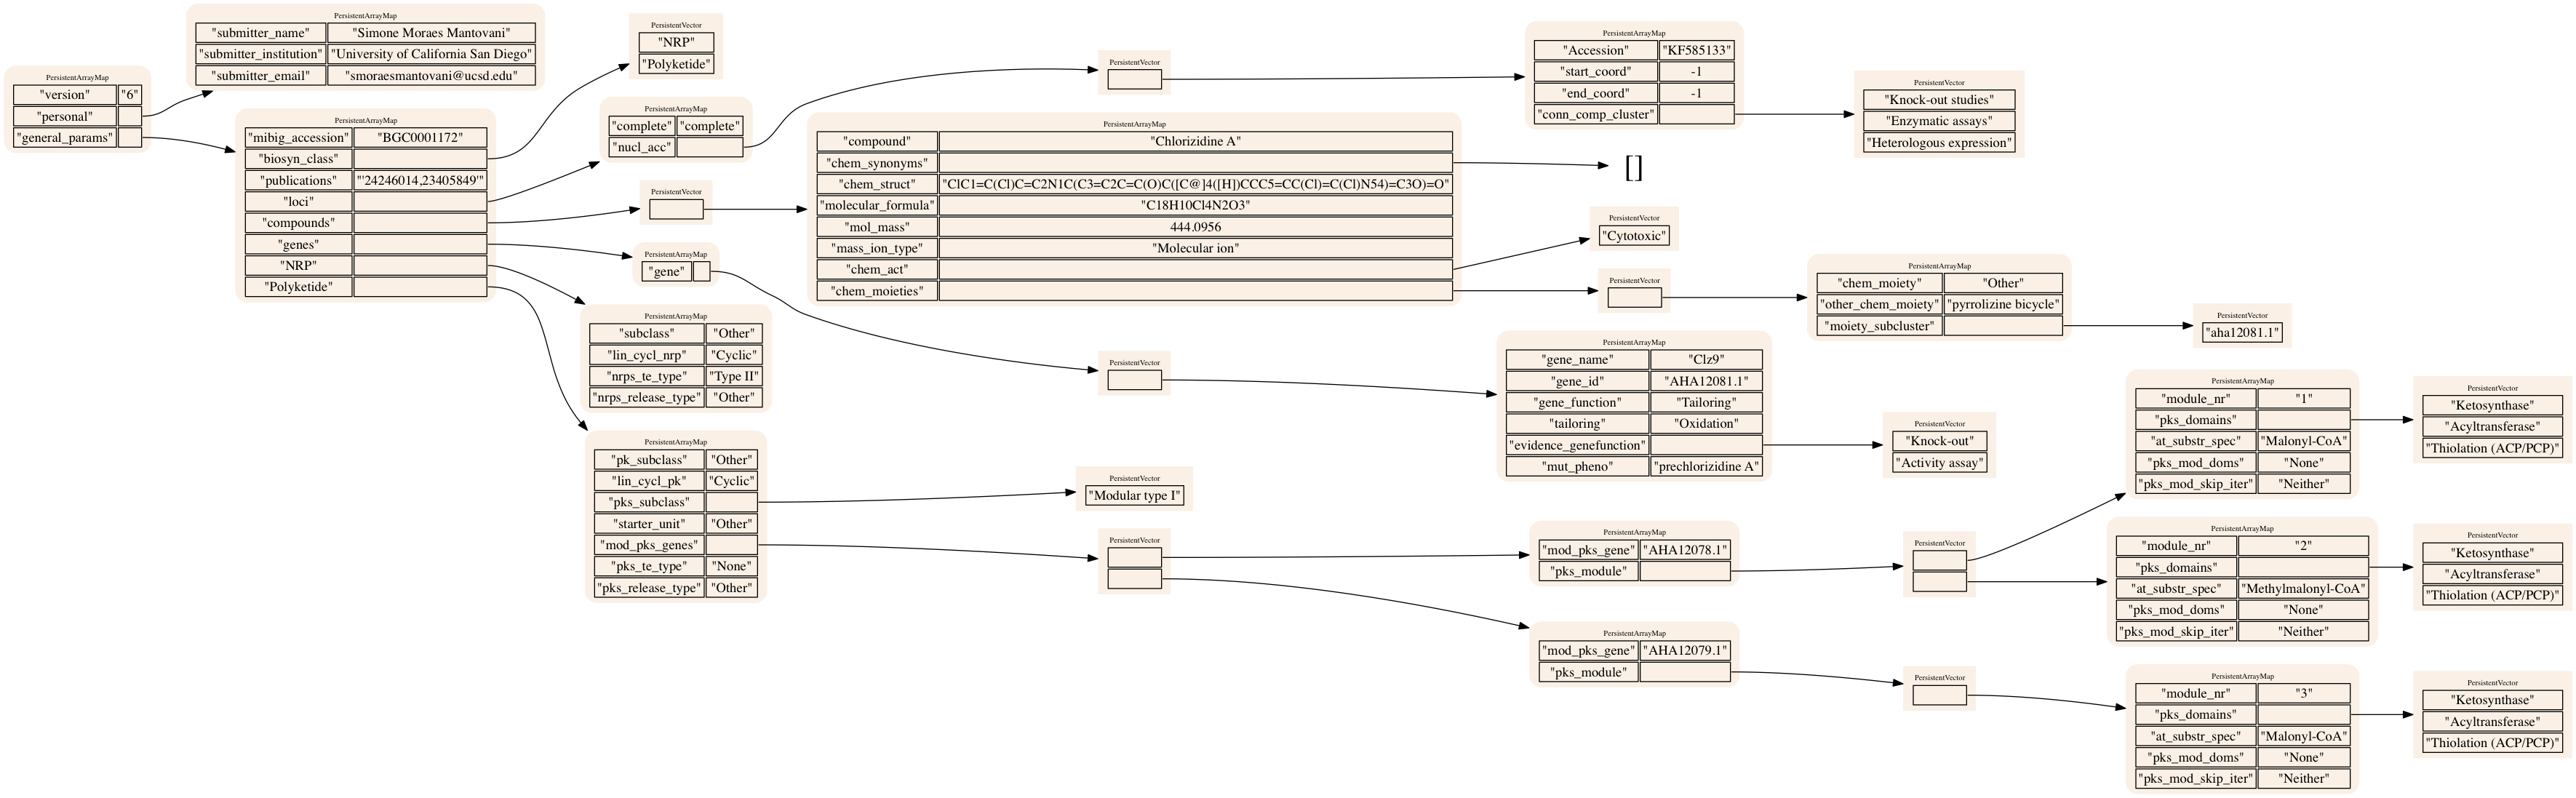 PersistentArrayMap
"version" "6"
"personal"
"general_params"
PersistentArrayMap
"submitter_name" "Simone Moraes Mantovani"
"submitter_institution" "University of California San Diego"
"submitter_email" "smoraesmantovani@ucsd.edu"
PersistentArrayMap
"mibig_accession" "BGC0001172"
"biosyn_class"
"publications" "'24246014,23405849'"
"loci"
"compounds"
"genes"
"NRP"
"Polyketide"
PersistentVector
"NRP"
"Polyketide"
PersistentArrayMap
"complete" "complete"
"nucl_acc"
PersistentVector
PersistentArrayMap
"gene"
PersistentArrayMap
"subclass" "Other"
"lin_cycl_nrp" "Cyclic"
"nrps_te_type" "Type II"
"nrps_release_type" "Other"
PersistentArrayMap
"pk_subclass" "Other"
"lin_cycl_pk" "Cyclic"
"pks_subclass"
"starter_unit" "Other"
"mod_pks_genes"
"pks_te_type" "None"
"pks_release_type" "Other"
PersistentVector
PersistentArrayMap
"compound" "Chlorizidine A"
"chem_synonyms"
"chem_struct" "ClC1=C(Cl)C=C2N1C(C3=C2C=C(O)C([C@]4([H])CCC5=CC(Cl)=C(Cl)N54)=C3O)=O"
"molecular_formula" "C18H10Cl4N2O3"
"mol_mass" 444.0956
"mass_ion_type" "Molecular ion"
"chem_act"
"chem_moieties"
PersistentVector
PersistentVector
"Modular type I"
PersistentVector
PersistentArrayMap
"Accession" "KF585133"
"start_coord" -1
"end_coord" -1
"conn_comp_cluster"
PersistentVector
"Knock-out studies"
"Enzymatic assays"
"Heterologous expression"
[]
PersistentVector
"Cytotoxic"
PersistentVector
PersistentArrayMap
"chem_moiety" "Other"
"other_chem_moiety" "pyrrolizine bicycle"
"moiety_subcluster"
PersistentVector
"aha12081.1"
PersistentArrayMap
"gene_name" "Clz9"
"gene_id" "AHA12081.1"
"gene_function" "Tailoring"
"tailoring" "Oxidation"
"evidence_genefunction"
"mut_pheno" "prechlorizidine A"
PersistentVector
"Knock-out"
"Activity assay"
PersistentArrayMap
"mod_pks_gene" "AHA12078.1"
"pks_module"
PersistentVector
PersistentArrayMap
"module_nr" "1"
"pks_domains"
"at_substr_spec" "Malonyl-CoA"
"pks_mod_doms" "None"
"pks_mod_skip_iter" "Neither"
PersistentVector
"Ketosynthase"
"Acyltransferase"
"Thiolation (ACP/PCP)"
PersistentArrayMap
"module_nr" "2"
"pks_domains"
"at_substr_spec" "Methylmalonyl-CoA"
"pks_mod_doms" "None"
"pks_mod_skip_iter" "Neither"
PersistentVector
"Ketosynthase"
"Acyltransferase"
"Thiolation (ACP/PCP)"
PersistentArrayMap
"mod_pks_gene" "AHA12079.1"
"pks_module"
PersistentVector
PersistentArrayMap
"module_nr" "3"
"pks_domains"
"at_substr_spec" "Malonyl-CoA"
"pks_mod_doms" "None"
"pks_mod_skip_iter" "Neither"
PersistentVector
"Ketosynthase"
"Acyltransferase"
"Thiolation (ACP/PCP)"